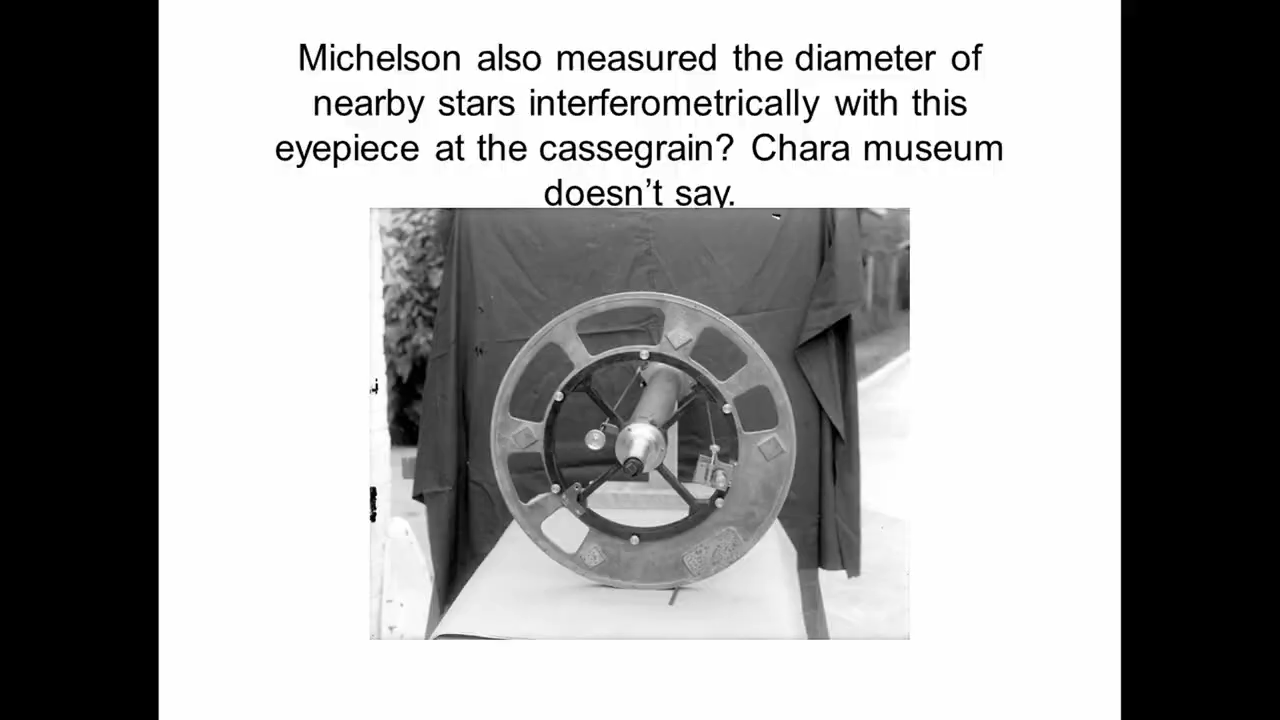 Michelson also measured the diameter of
nearby stars interferometrically with this
eyepiece at the cassegrain? Chara museum
doesn’t say.